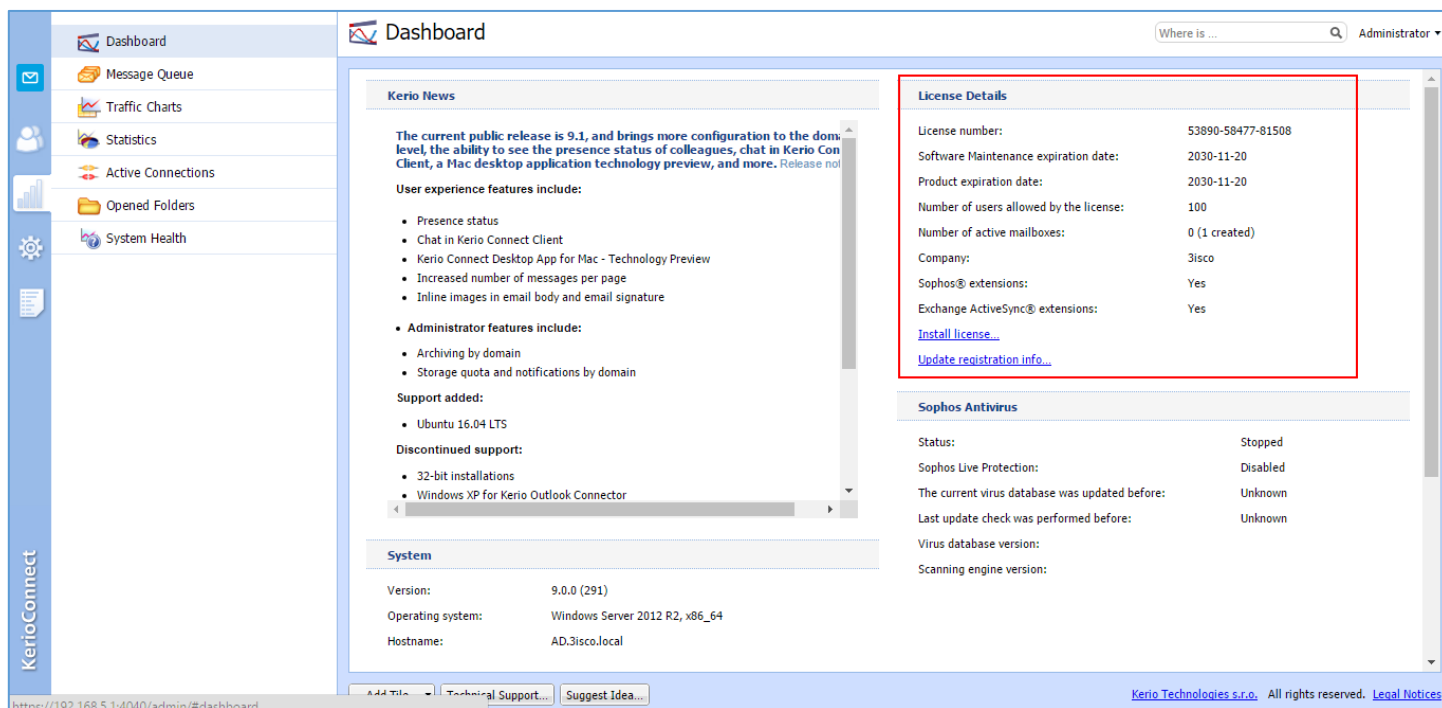 Dashboard
Message Queue
Traffic Charts
Statistics
Active Connections
Opened Folders
System Health
KerioConnect
Dashboard
Where is ...
Administrator
Kerio News
The current public release is 9.1, and brings more configuration to the
level, the ability to see the presence status of colleagues, chat in Kerio
Client, a Mac desktop application technology preview, and more. Release
User experience features include:
Presence status
Chat in Kerio Connect Client
Kerio Connect Desktop App for Mac - Technology Preview
Increased number of messages per page
Inline images in email body and email signature
Administrator features include:
Archiving by domain
Storage quota and notifications by domain
Support added:
Ubuntu 16.04 LTS
Discontinued support:
32-bit installations
Windows XP for Kerio Outlook Connector
System
Version: 9.0.0 (291)
Operating system: Windows Server 2012 R2, x86_64
Hostname: AD.3isco.local
License Details
License number: 53890-58477-81508
Software Maintenance expiration date: 2030-11-20
Product expiration date: 2030-11-20
Number of users allowed by the license: 100
Number of active mailboxes: 0 (1 created)
Company: 3isco
Sophos® extensions: Yes
Exchange ActiveSync® extensions: Yes
Install license...
Update registration info...
Sophos Antivirus
Status: Stopped
Sophos Live Protection: Disabled
The current virus database was updated before: Unknown
Last update check was performed before: Unknown
Virus database version:
Scanning engine version:
Add Tile Technical Support... Suggest Idea...
Kerio Technologies s.r.o. All rights reserved. Legal Notices
https://192.168.5.1:4040/admin/#dashboard